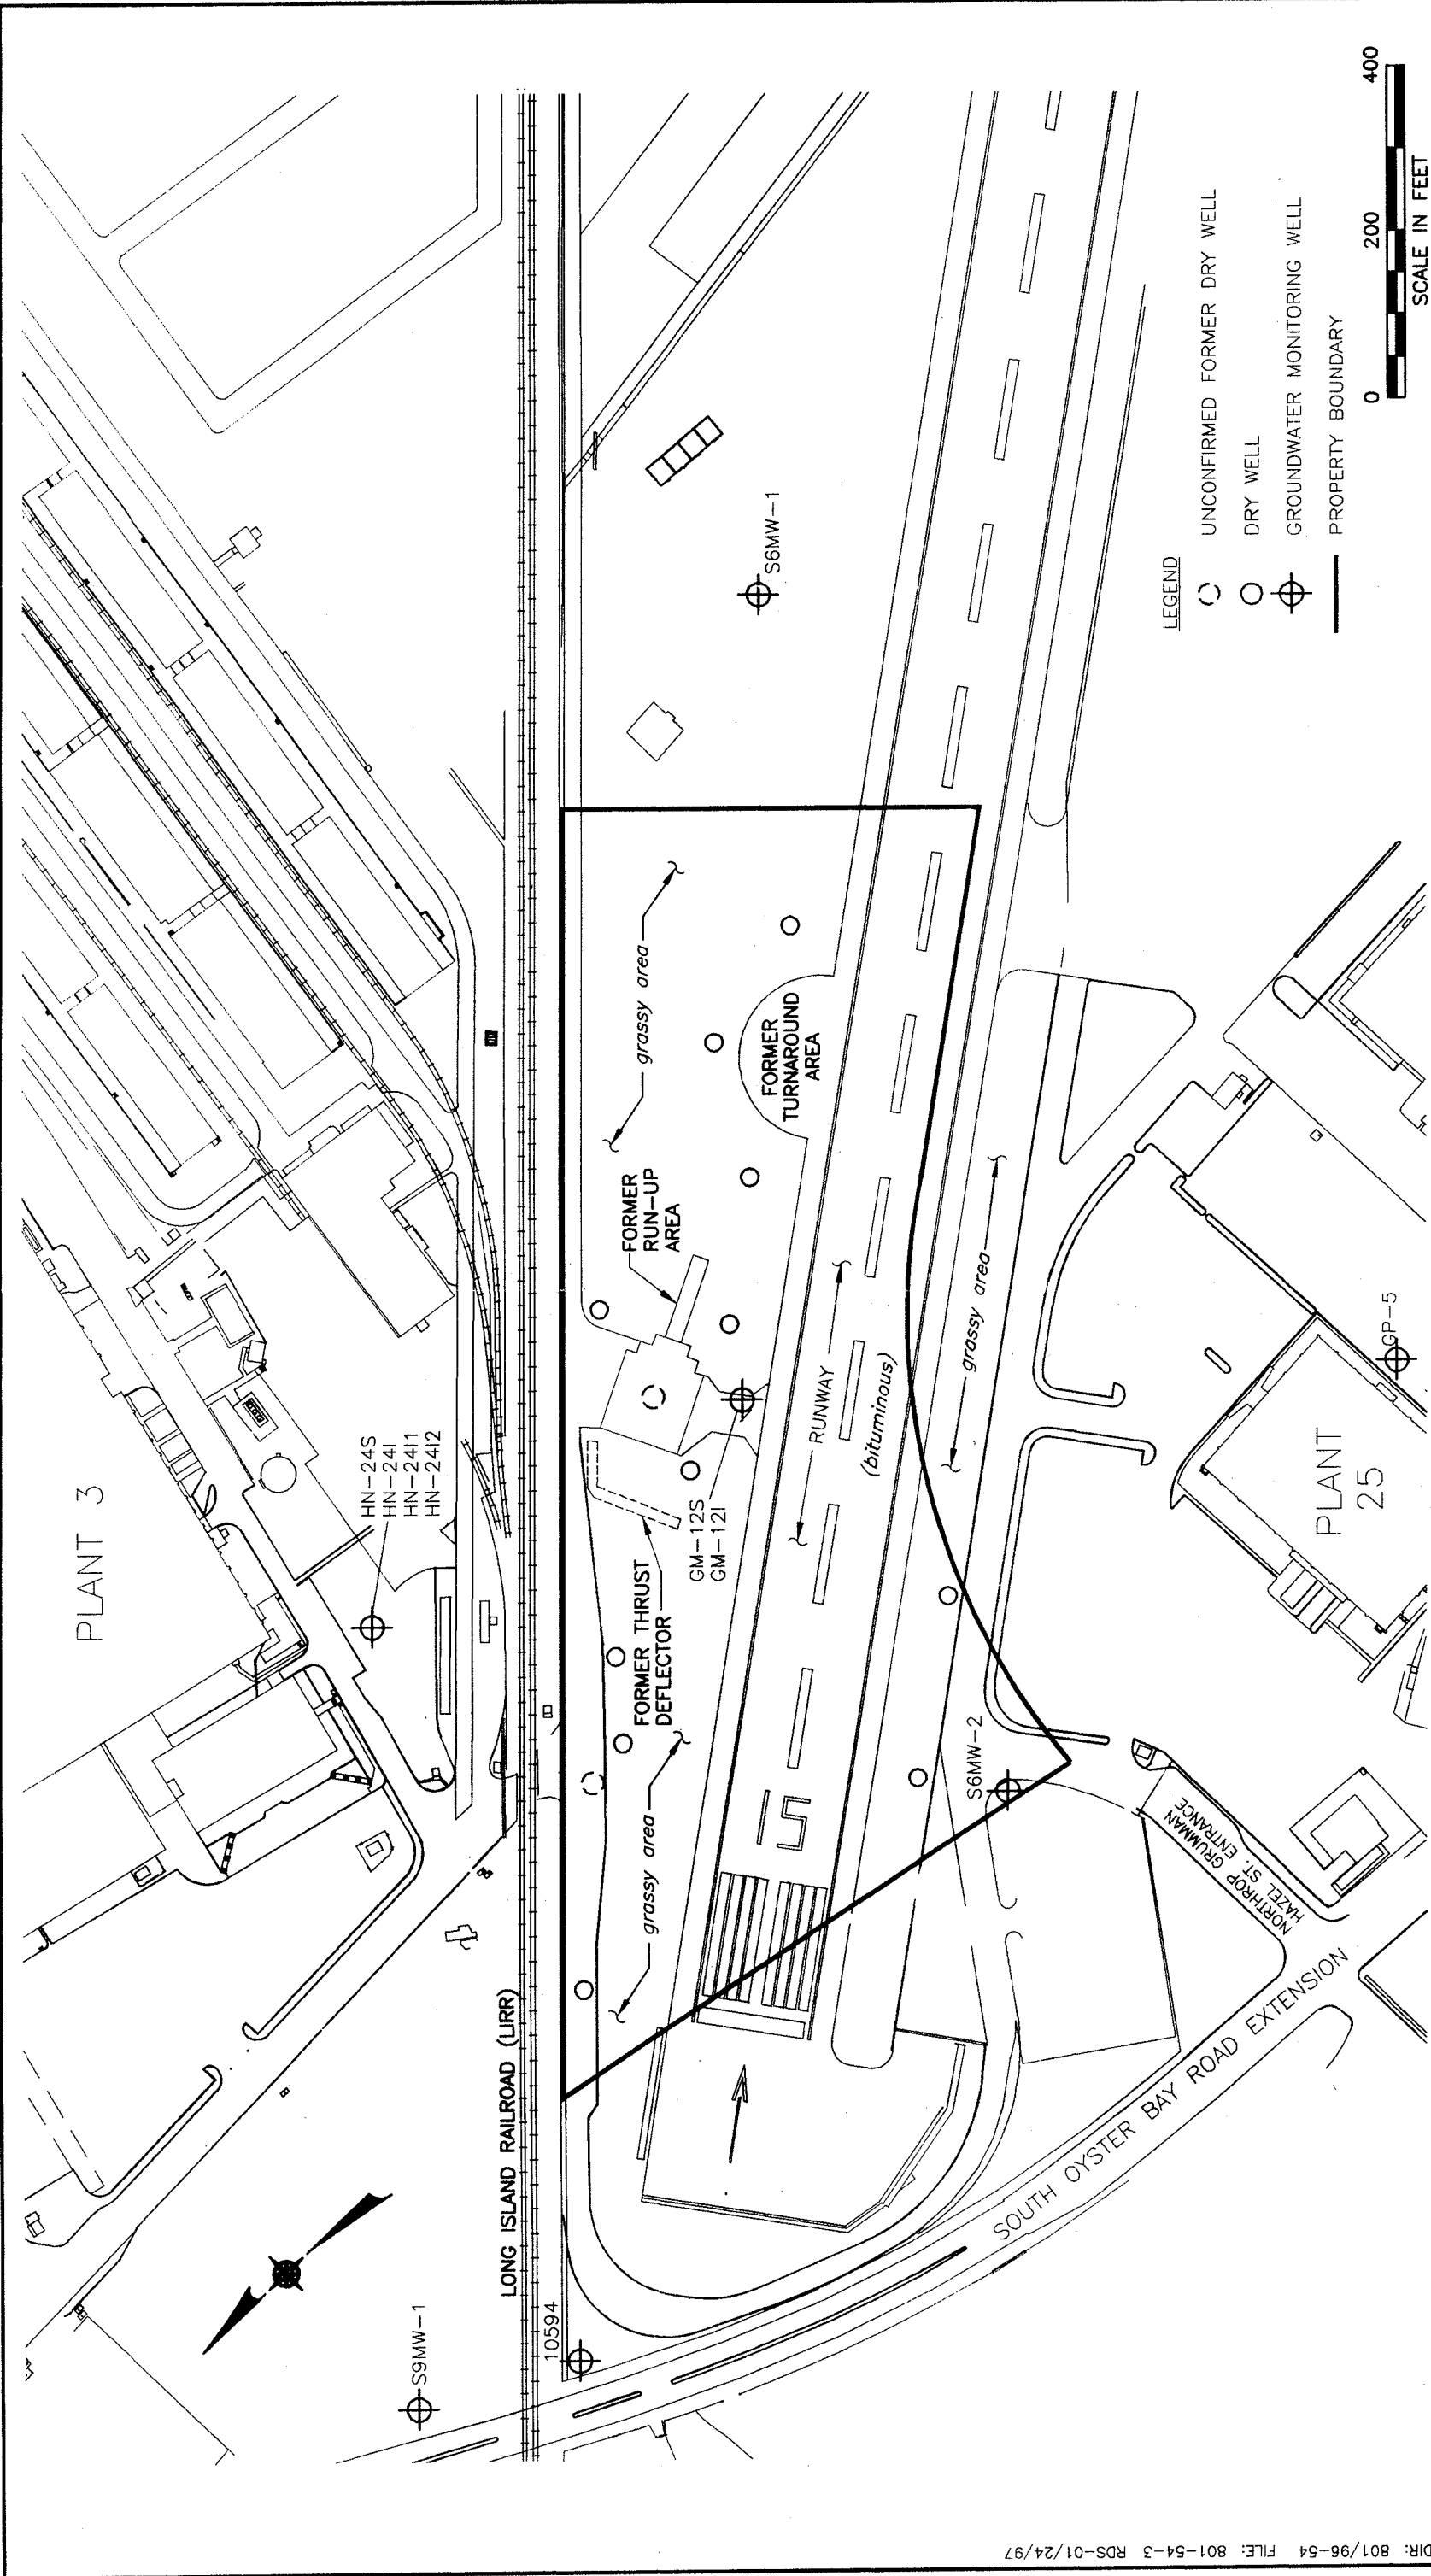 PLANT 3
HN-24S
HN-24I
HN-24I1
HN-24I2
S9MW-1
LONG ISLAND RAILROAD (LIRR)
10594
grassy area
FORMER THRUST
DEFLECTOR
GM-12S
GM-12I
FORMER
RUN-UP
AREA
grassy area
FORMER
TURNAROUND
AREA
S6MW-1
15
RUNWAY
(bituminous)
grassy area
S6MW-2
NORTHROP GRUMMAN
HAZEL ST. ENTRANCE
SOUTH OYSTER BAY ROAD EXTENSION
PLANT
25
GP-5
LEGEND
UNCONFIRMED FORMER DRY WELL
DRY WELL
GROUNDWATER MONITORING WELL
PROPERTY BOUNDARY
0 200 400
SCALE IN FEET
DIR: 801/96-54 FILE: 801-54-3 RDS-01/24/97